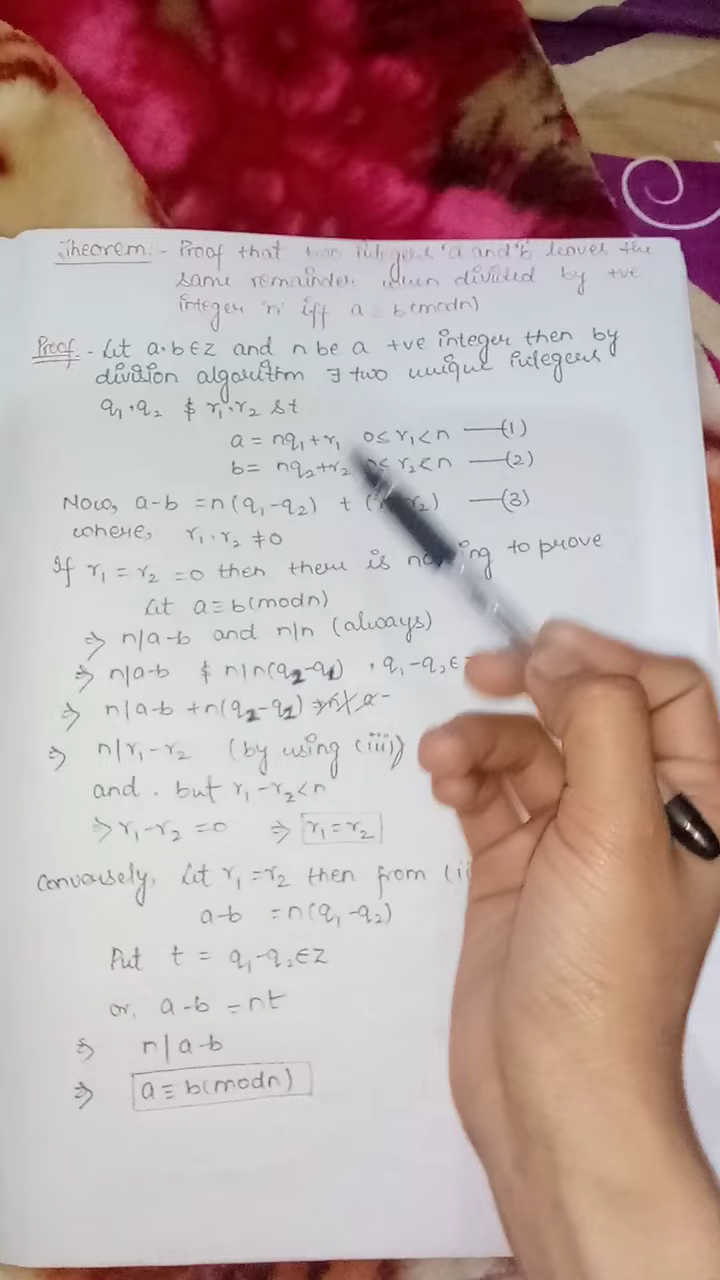 Theorem:- Proof that two integers 'a' and 'b' leaves the
same remainder when divided by +ve
integer 'n' iff a ≡ b(modn)
Proof:- Let a,b∈Z and n be a +ve integer then by
division algorithm ∃ two unique integers
q₁,q₂ $ r₁,r₂ st
a = nq₁+r₁ 0≤r₁<n —(1)
b= nq₂+r₂ r₂<n —(2)
Now, a-b =n(q₁-q₂) + —(3)
where, r₁,r₂ ≠0
If r₁=r₂=0 then there is to prove
Let a≡b(modn)
⇒ n/a-b and n/n (always)
⇒ n/a-b $ n/n(q₂-q₁) , q₁-q₂∈
⇒ n/a-b +n(q₂-q₁)
⇒ n/r₁-r₂ (by using (iii))
and . but r₁-r₂<n
⇒r₁-r₂=0 ⇒ r₁=r₂
Conversely, Let r₁=r₂ then from
a-b =n(q₁-q₂)
Put t = q₁-q₂∈Z
or, a-b =nt
⇒ n/a-b
⇒ a≡b(modn)